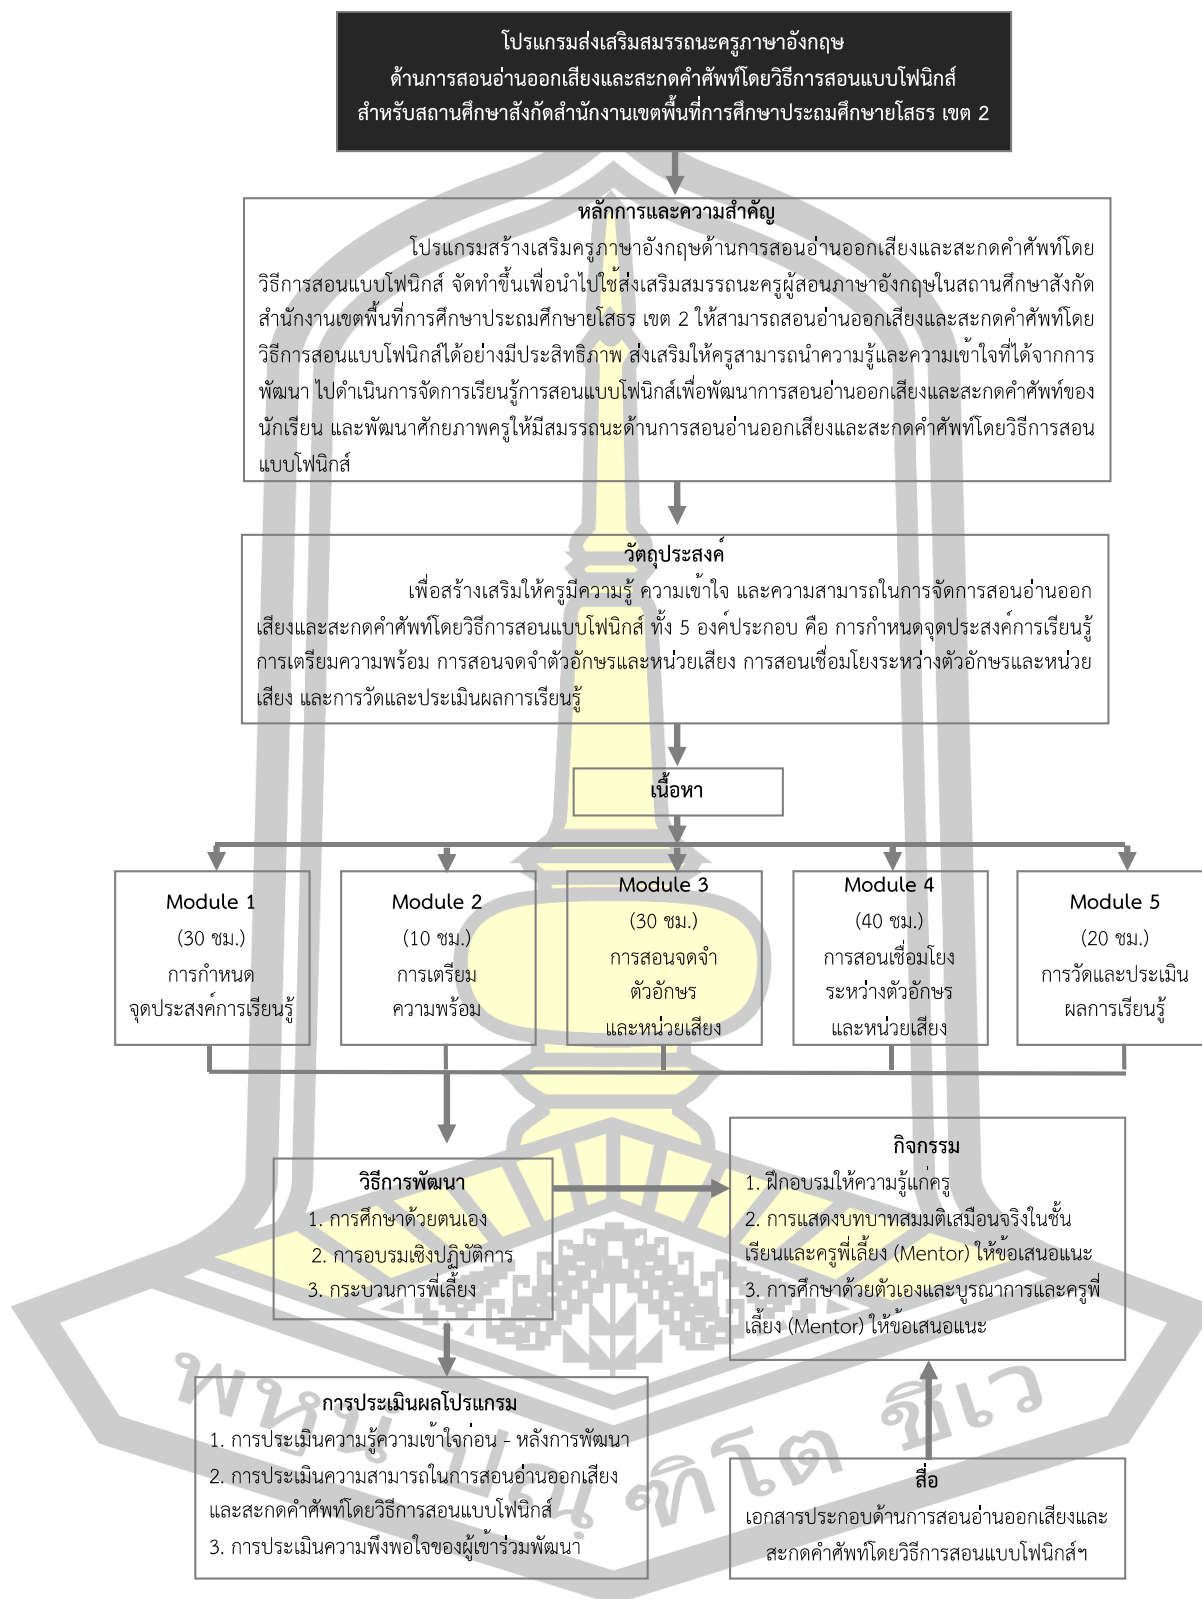 โปรแกรมส่งเสริมสมรรถนะครูภาษาอังกฤษ
ด้านการสอนอ่านออกเสียงและสะกดคำศัพท์โดยวิธีการสอนแบบโฟนิกส์
สำหรับสถานศึกษาสังกัดสำนักงานเขตพื้นที่การศึกษาประถมศึกษายโสธร เขต 2
หลักการและความสำคัญ
โปรแกรมสร้างเสริมครูภาษาอังกฤษด้านการสอนอ่านออกเสียงและสะกดคำศัพท์โดย
วิธีการสอนแบบโฟนิกส์ จัดทำขึ้นเพื่อนำไปใช้ส่งเสริมสมรรถนะครูผู้สอนภาษาอังกฤษในสถานศึกษาสังกัด
สำนักงานเขตพื้นที่การศึกษาประถมศึกษายโสธร เขต 2 ให้สามารถสอนอ่านออกเสียงและสะกดคำศัพท์โดย
วิธีการสอนแบบโฟนิกส์ได้อย่างมีประสิทธิภาพ ส่งเสริมให้ครูสามารถนำความรู้และความเข้าใจที่ได้จากการ
พัฒนา ไปดำเนินการจัดการเรียนรู้การสอนแบบโฟนิกส์เพื่อพัฒนาการสอนอ่านออกเสียงและสะกดคำศัพท์ของ
นักเรียน และพัฒนาศักยภาพครูให้มีสมรรถนะด้านการสอนอ่านออกเสียงและสะกดคำศัพท์โดยวิธีการสอน
แบบโฟนิกส์
วัตถุประสงค์
เพื่อสร้างเสริมให้ครูมีความรู้ ความเข้าใจ และความสามารถในการจัดการสอนอ่านออก
เสียงและสะกดคำศัพท์โดยวิธีการสอนแบบโฟนิกส์ ทั้ง 5 องค์ประกอบ คือ การกำหนดจุดประสงค์การเรียนรู้
การเตรียมความพร้อม การสอนจดจำตัวอักษรและหน่วยเสียง การสอนเชื่อมโยงระหว่างตัวอักษรและหน่วย
เสียง และการวัดและประเมินผลการเรียนรู้
เนื้อหา
Module 1
(30 ชม.)
การกำหนด
จุดประสงค์การเรียนรู้
Module 2
(10 ชม.)
การเตรียม
ความพร้อม
Module 3
(30 ชม.)
การสอนจดจำ
ตัวอักษร
และหน่วยเสียง
Module 4
(40 ชม.)
การสอนเชื่อมโยง
ระหว่างตัวอักษร
และหน่วยเสียง
Module 5
(20 ชม.)
การวัดและประเมิน
ผลการเรียนรู้
วิธีการพัฒนา
1. การศึกษาด้วยตนเอง
2. การอบรมเชิงปฏิบัติการ
3. กระบวนการพี่เลี้ยง
กิจกรรม
1. ฝึกอบรมให้ความรู้แก่ครู
2. การแสดงบทบาทสมมติเสมือนจริงในชั้น
เรียนและครูพี่เลี้ยง (Mentor) ให้ข้อเสนอแนะ
3. การศึกษาด้วยตัวเองและบูรณาการและครูพี่
เลี้ยง (Mentor) ให้ข้อเสนอแนะ
การประเมินผลโปรแกรม
1. การประเมินความรู้ความเข้าใจก่อน - หลังการพัฒนา
2. การประเมินความสามารถในการสอนอ่านออกเสียง
และสะกดคำศัพท์โดยวิธีการสอนแบบโฟนิกส์
3. การประเมินความพึงพอใจของผู้เข้าร่วมพัฒนา
สื่อ
เอกสารประกอบด้านการสอนอ่านออกเสียงและ
สะกดคำศัพท์โดยวิธีการสอนแบบโฟนิกส์ฯ
พหูนํ ปณฺฑิโต ชีเว